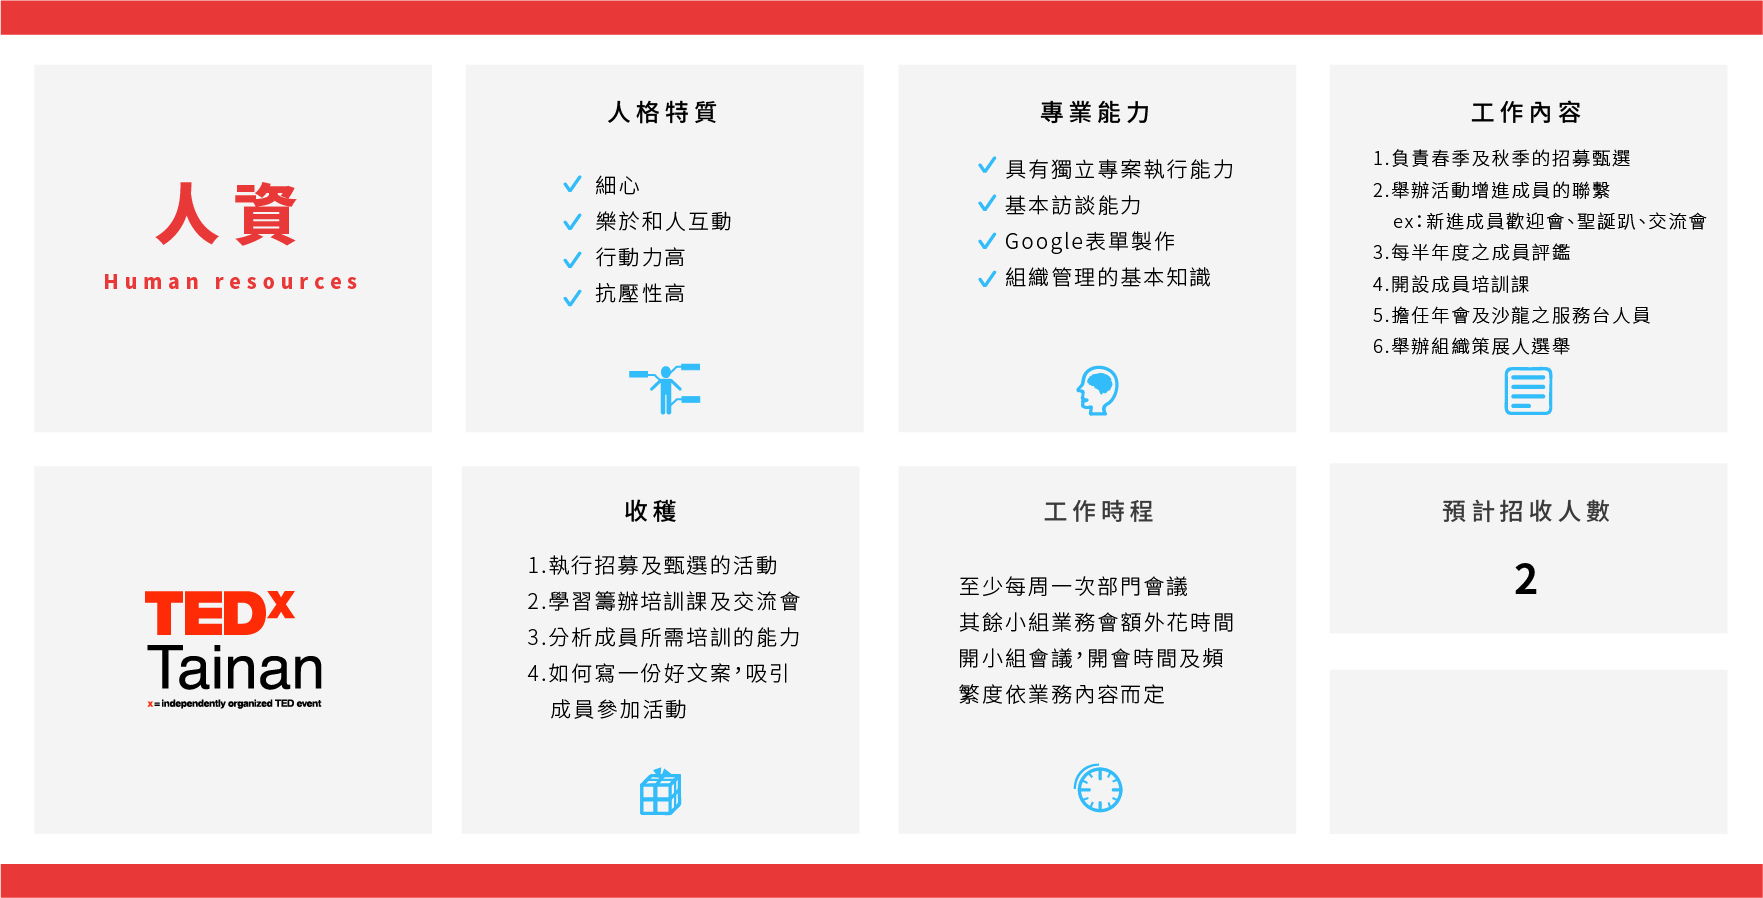 人資
Human resources
人格特質
細心
樂於和人互動
行動力高
抗壓性高
專業能力
具有獨立專案執行能力
基本訪談能力
Google表單製作
組織管理的基本知識
工作內容
1.負責春季及秋季的招募甄選
2.舉辦活動增進成員的聯繫
ex：新進成員歡迎會、聖誕趴、交流會
3.每半年度之成員評鑑
4.開設成員培訓課
5.擔任年會及沙龍之服務台人員
6.舉辦組織策展人選舉
TEDx
Tainan
x = independently organized TED event
收穫
1.執行招募及甄選的活動
2.學習籌辦培訓課及交流會
3.分析成員所需培訓的能力
4.如何寫一份好文案，吸引
成員參加活動
工作時程
至少每周一次部門會議
其餘小組業務會額外花時間
開小組會議，開會時間及頻
繁度依業務內容而定
預計招收人數
2